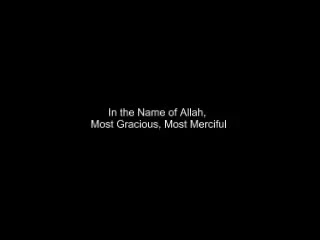 In the Name of Allah,
Most Gracious, Most Merciful